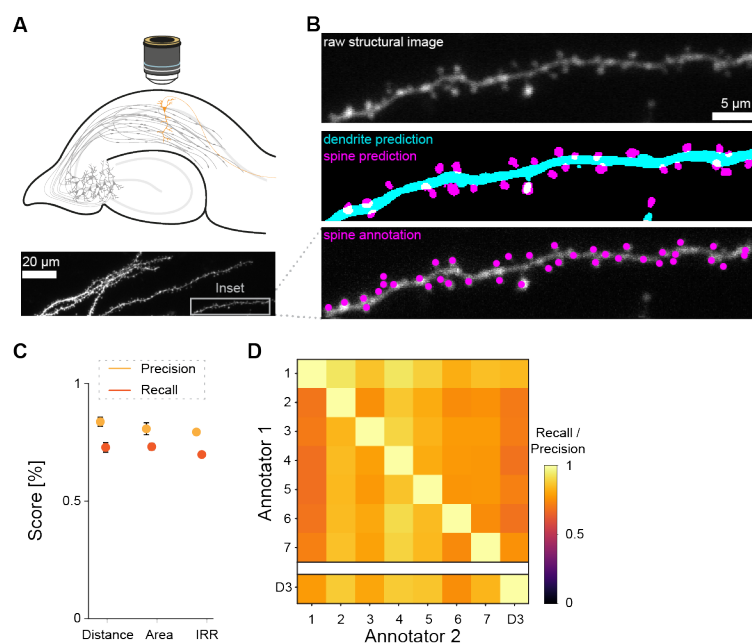 A
20 µm
Inset
B
raw structural image
5 µm
dendrite prediction
spine prediction
spine annotation
C
Precision
Recall
1
0.5
0
Score [%]
Distance
Area
IRR
D
1
2
3
4
5
6
7
D3
Annotator 1
1 2 3 4 5 6 7 D3
Annotator 2
Recall /
Precision
1
0.5
0